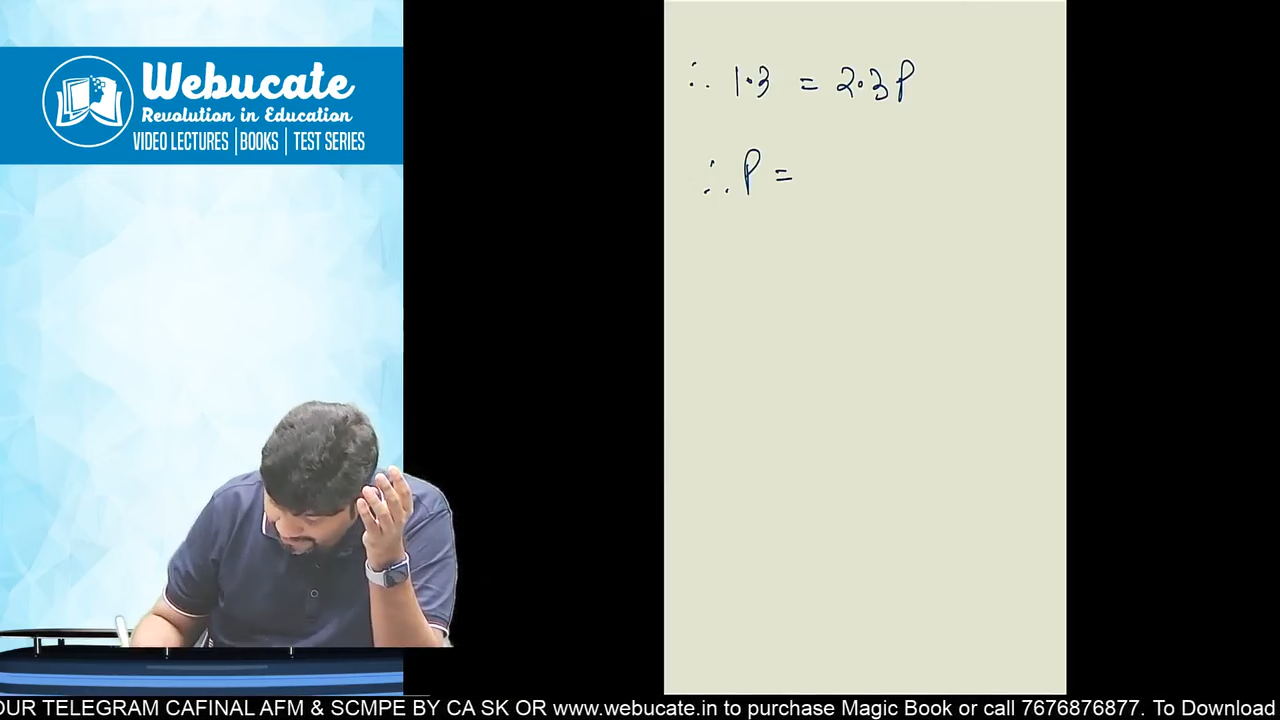 Webucate
Revolution in Education
VIDEO LECTURES | BOOKS | TEST SERIES
∴ 1.3 = 2.3P
∴ P =
OUR TELEGRAM CAFINAL AFM & SCMPE BY CA SK OR www.webucate.in to purchase Magic Book or call 7676876877. To Download